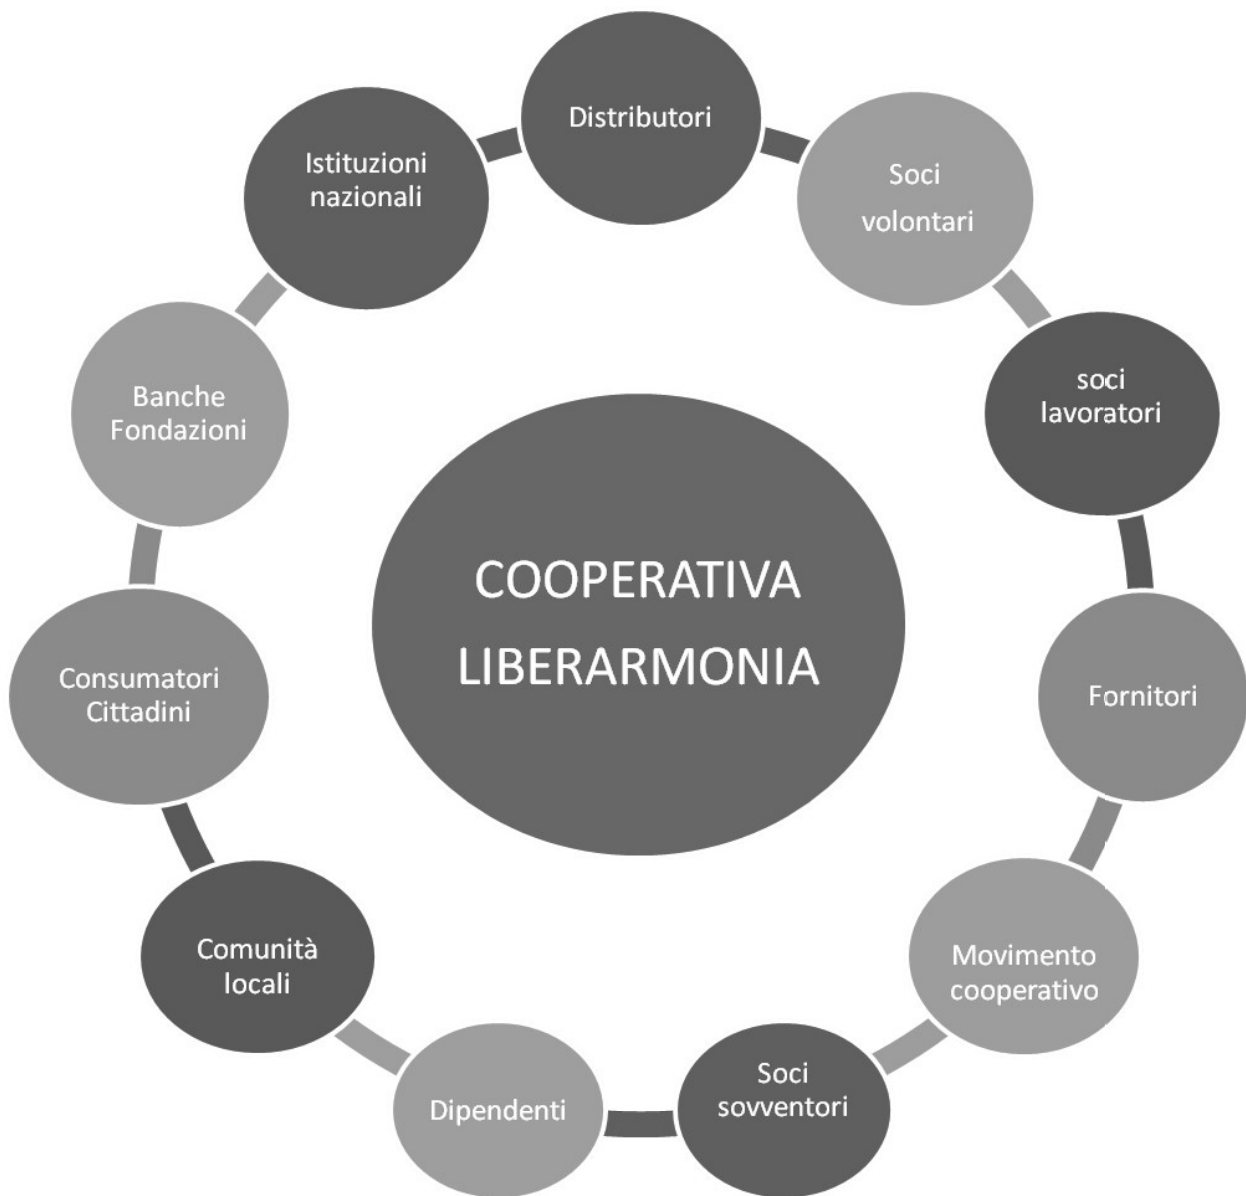 Distributori
Soci
volontari
soci
lavoratori
Fornitori
Movimento
cooperativo
Soci
sovventori
Dipendenti
Comunità
locali
Consumatori
Cittadini
Banche
Fondazioni
Istituzioni
nazionali
COOPERATIVA
LIBERARMONIA